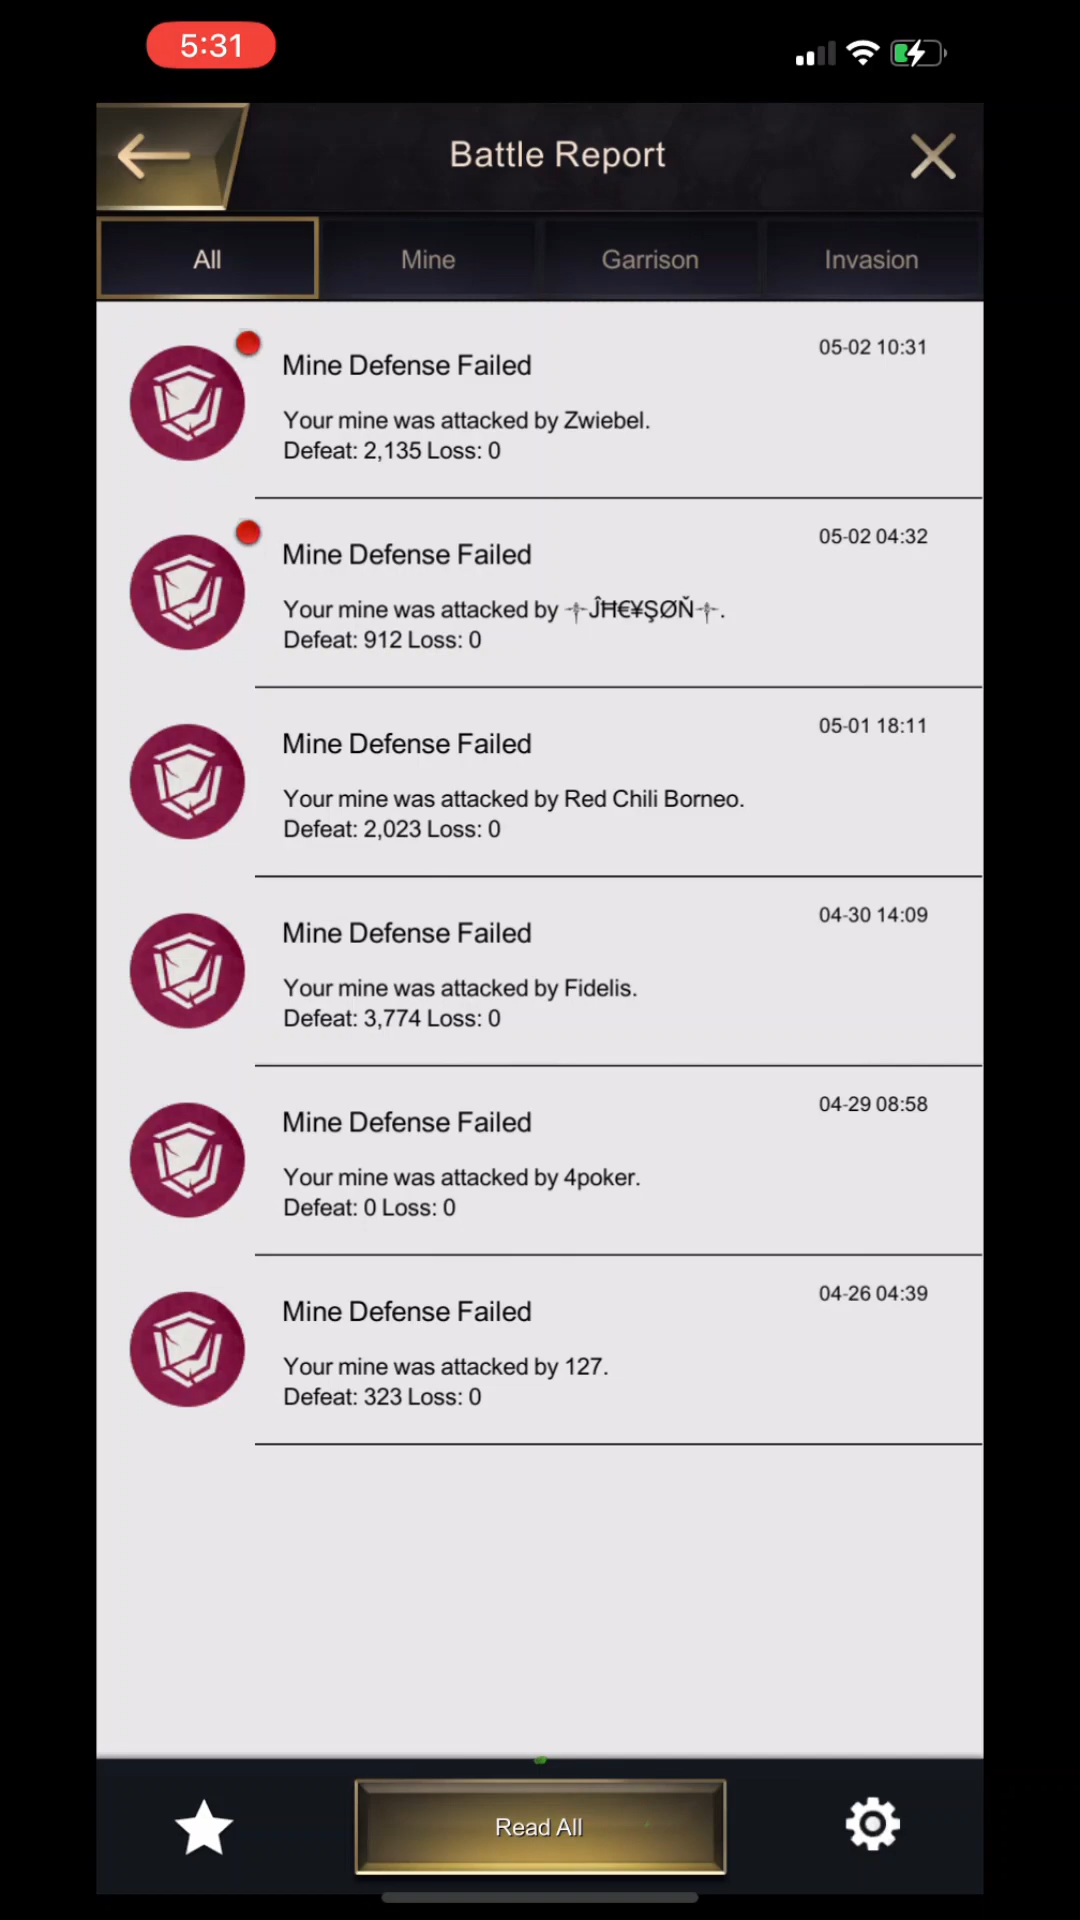 5:31
Battle Report
All
Mine
Garrison
Invasion
Mine Defense Failed
05-02 10:31
Your mine was attacked by Zwiebel.
Defeat: 2,135 Loss: 0
Mine Defense Failed
05-02 04:32
Your mine was attacked by ༒ĴĦ€¥ŞØŇ༒.
Defeat: 912 Loss: 0
Mine Defense Failed
05-01 18:11
Your mine was attacked by Red Chili Borneo.
Defeat: 2,023 Loss: 0
Mine Defense Failed
04-30 14:09
Your mine was attacked by Fidelis.
Defeat: 3,774 Loss: 0
Mine Defense Failed
04-29 08:58
Your mine was attacked by 4poker.
Defeat: 0 Loss: 0
Mine Defense Failed
04-26 04:39
Your mine was attacked by 127.
Defeat: 323 Loss: 0
Read All